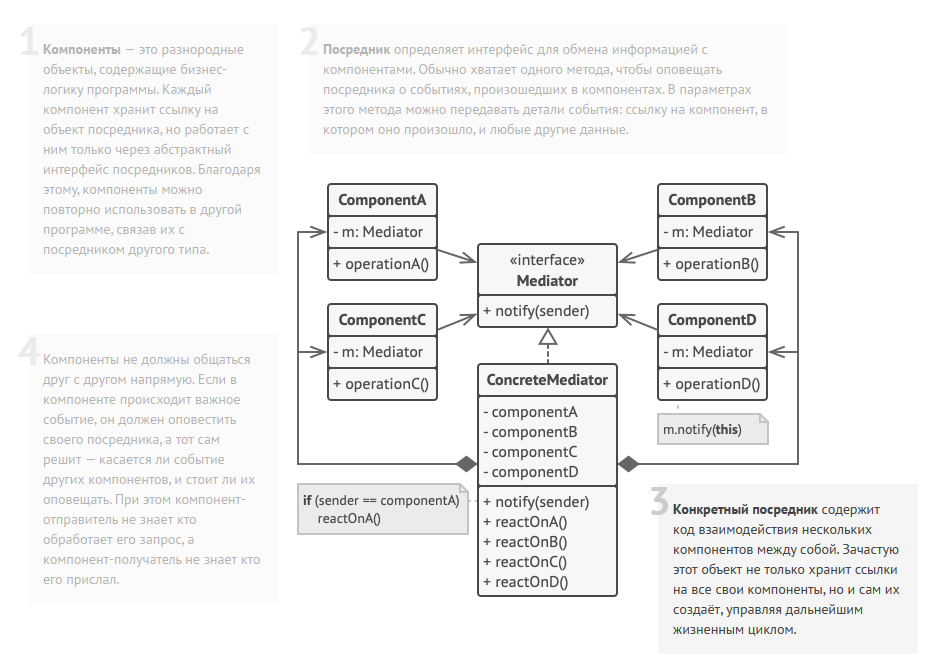 1
Компоненты — это разнородные
объекты, содержащие бизнес-
логику программы. Каждый
компонент хранит ссылку на
объект посредника, но работает с
ним только через абстрактный
интерфейс посредников. Благодаря
этому, компоненты можно
повторно использовать в другой
программе, связав их с
посредником другого типа.
2
Посредник определяет интерфейс для обмена информацией с
компонентами. Обычно хватает одного метода, чтобы оповещать
посредника о событиях, произошедших в компонентах. В параметрах
этого метода можно передавать детали события: ссылку на компонент, в
котором оно произошло, и любые другие данные.
ComponentA
- m: Mediator
+ operationA()
ComponentB
- m: Mediator
+ operationB()
«interface»
Mediator
+ notify(sender)
ComponentC
- m: Mediator
+ operationC()
ComponentD
- m: Mediator
+ operationD()
m.notify(this)
ConcreteMediator
- componentA
- componentB
- componentC
- componentD
+ notify(sender)
+ reactOnA()
+ reactOnB()
+ reactOnC()
+ reactOnD()
if (sender == componentA)
reactOnA()
4
Компоненты не должны общаться
друг с другом напрямую. Если в
компоненте происходит важное
событие, он должен оповестить
своего посредника, а тот сам
решит — касается ли событие
других компонентов, и стоит ли их
оповещать. При этом компонент-
отправитель не знает кто
обработает его запрос, а
компонент-получатель не знает кто
его прислал.
3
Конкретный посредник содержит
код взаимодействия нескольких
компонентов между собой. Зачастую
этот объект не только хранит ссылки
на все свои компоненты, но и сам их
создаёт, управляя дальнейшим
жизненным циклом.